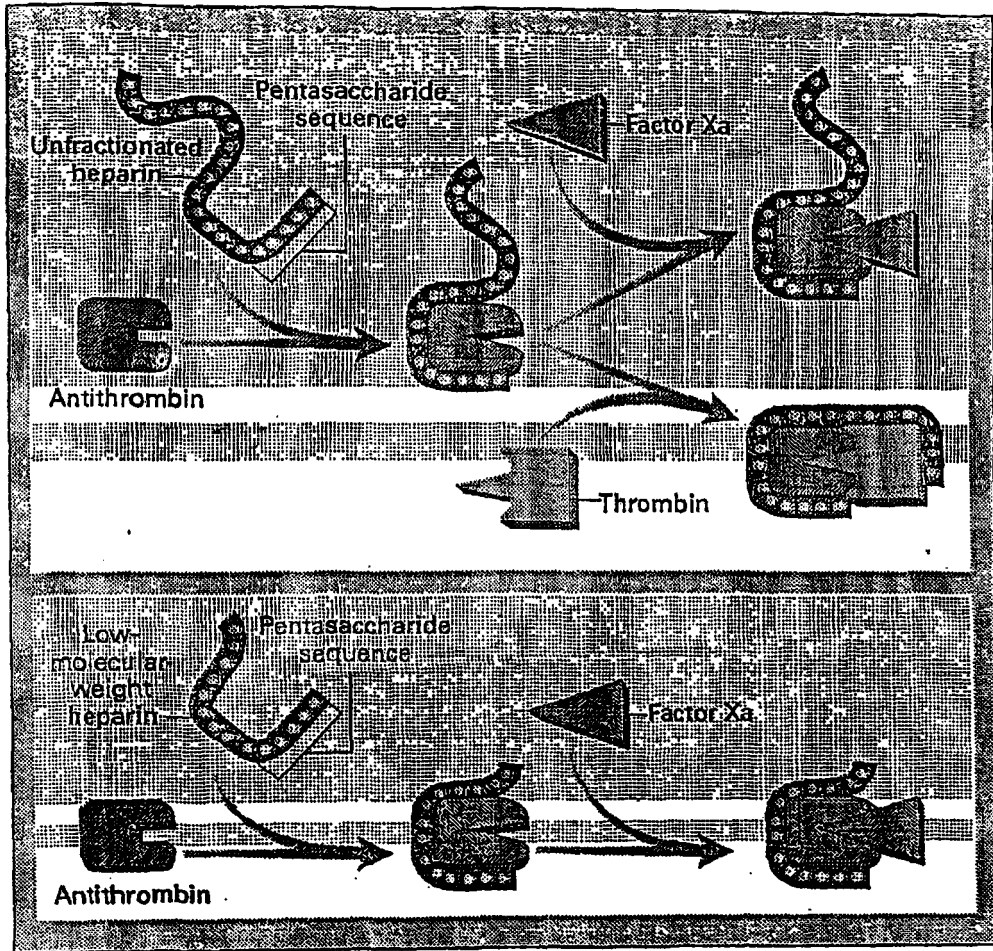 Pentasaccharide
sequence
Factor Xa
Unfractionated
heparin
Antithrombin
Thrombin
Low-
molecular-
weight
heparin
Pentasaccharide
sequence
Factor Xa
Antithrombin